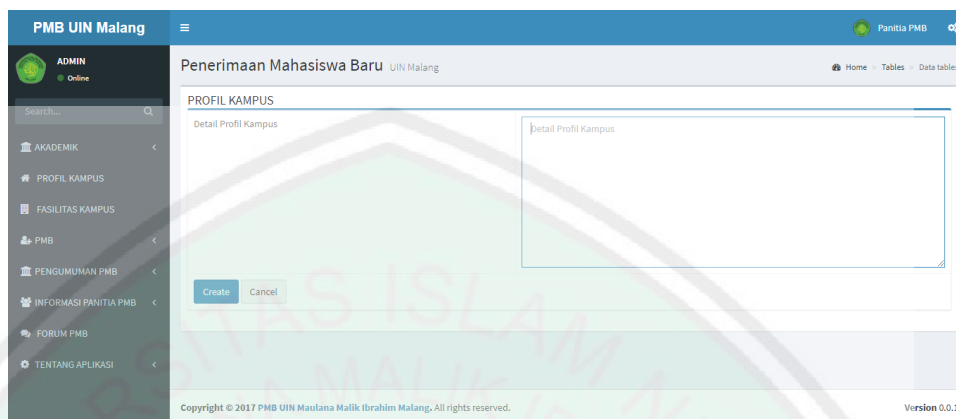 PMB UIN Malang
Panitia PMB
ADMIN
Online
Search...
AKADEMIK
PROFIL KAMPUS
FASILITAS KAMPUS
PMB
PENGUMUMAN PMB
INFORMASI PANITIA PMB
FORUM PMB
TENTANG APLIKASI
Penerimaan Mahasiswa Baru UIN Malang
Home > Tables > Data tables
PROFIL KAMPUS
Detail Profil Kampus
Detail Profil Kampus
Create Cancel
Copyright © 2017 PMB UIN Maulana Malik Ibrahim Malang. All rights reserved.
Version 0.0.1